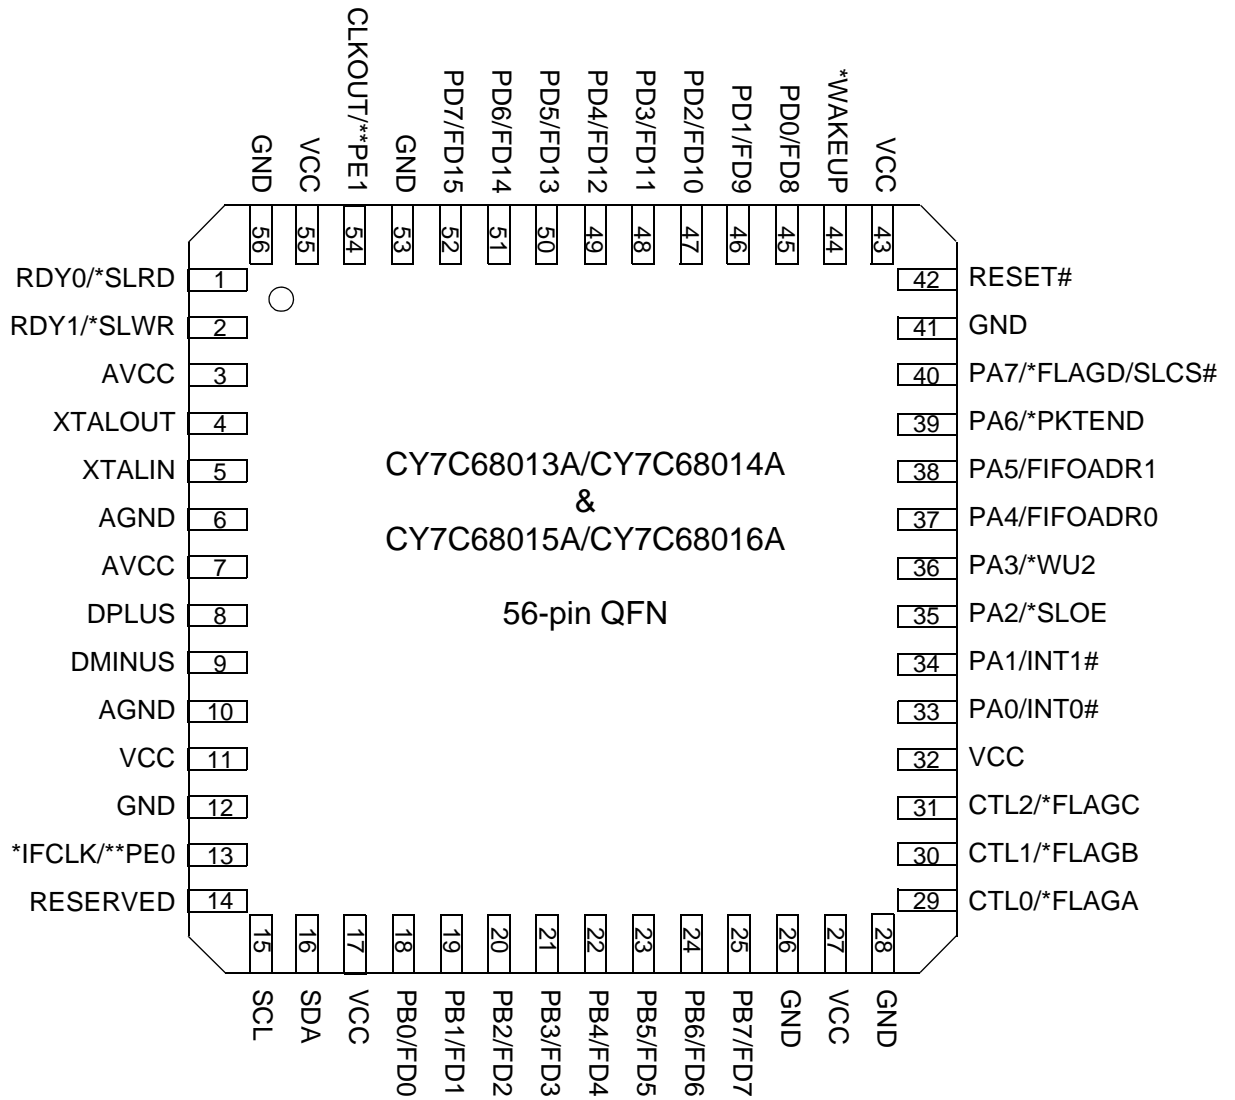 CLKOUT/**PE1
GND
VCC
GND
PD7/FD15
PD6/FD14
PD5/FD13
PD4/FD12
PD3/FD11
PD2/FD10
PD1/FD9
PD0/FD8
*WAKEUP
VCC
56
55
54
53
52
51
50
49
48
47
46
45
44
43
RDY0/*SLRD 1
RDY1/*SLWR 2
AVCC 3
XTALOUT 4
XTALIN 5
AGND 6
AVCC 7
DPLUS 8
DMINUS 9
AGND 10
VCC 11
GND 12
*IFCLK/**PE0 13
RESERVED 14
CY7C68013A/CY7C68014A
&
CY7C68015A/CY7C68016A
56-pin QFN
42 RESET#
41 GND
40 PA7/*FLAGD/SLCS#
39 PA6/*PKTEND
38 PA5/FIFOADR1
37 PA4/FIFOADR0
36 PA3/*WU2
35 PA2/*SLOE
34 PA1/INT1#
33 PA0/INT0#
32 VCC
31 CTL2/*FLAGC
30 CTL1/*FLAGB
29 CTL0/*FLAGA
15
16
17
18
19
20
21
22
23
24
25
26
27
28
SCL
SDA
VCC
PB0/FD0
PB1/FD1
PB2/FD2
PB3/FD3
PB4/FD4
PB5/FD5
PB6/FD6
PB7/FD7
GND
VCC
GND